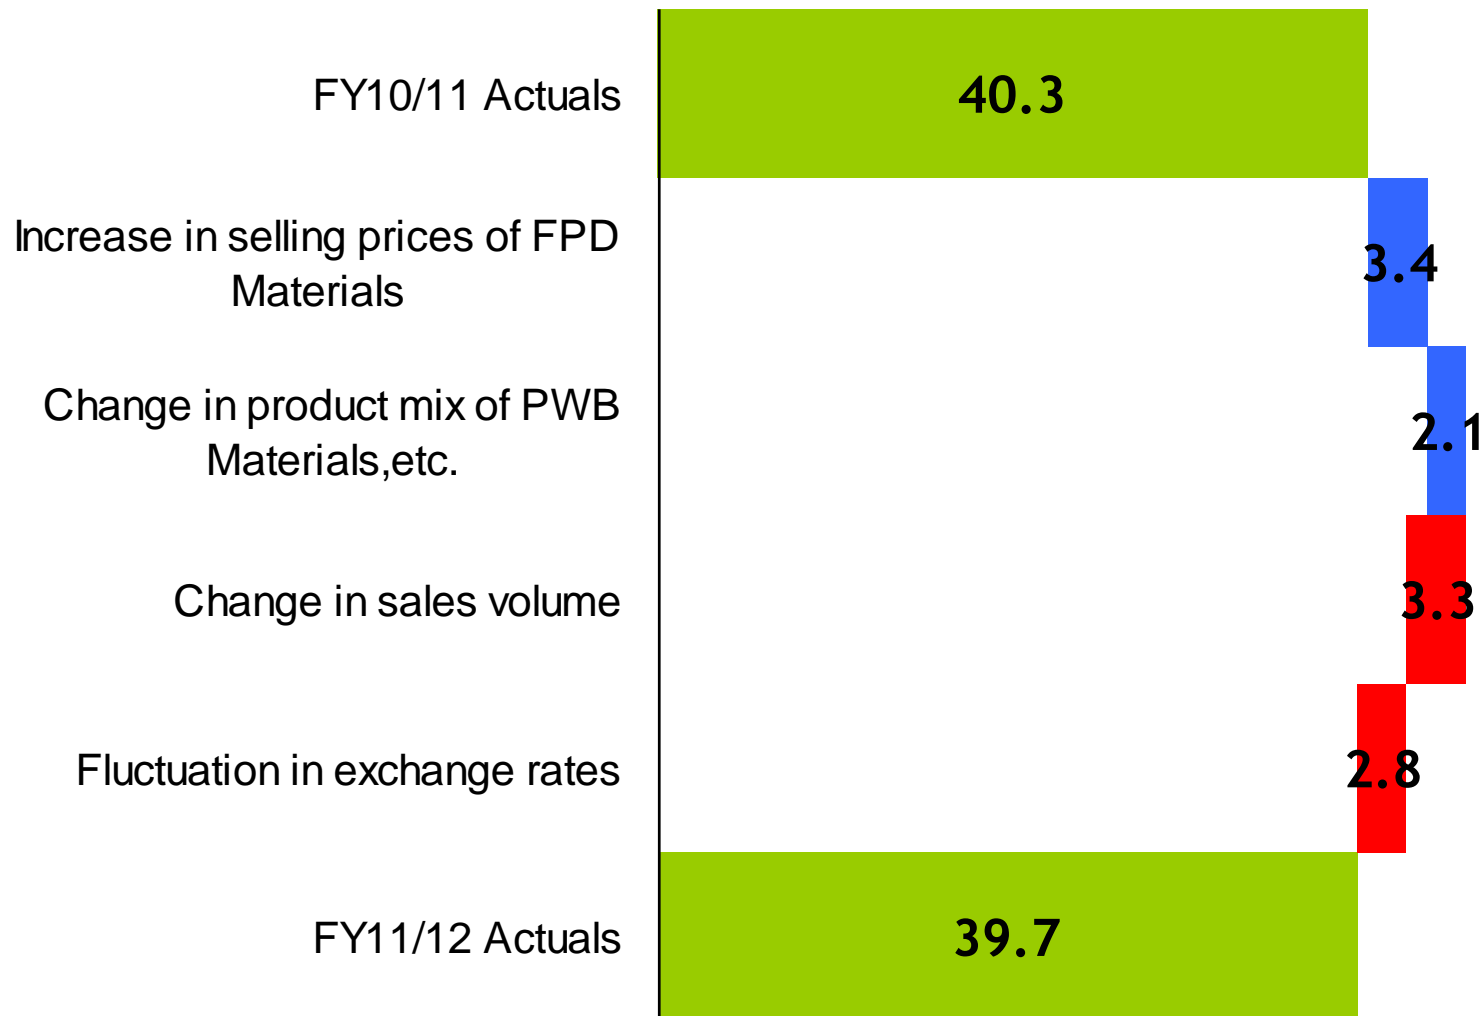 FY10/11 Actuals
40.3
Increase in selling prices of FPD
Materials
3.4
Change in product mix of PWB
Materials,etc.
2.1
Change in sales volume
3.3
Fluctuation in exchange rates
2.8
FY11/12 Actuals
39.7